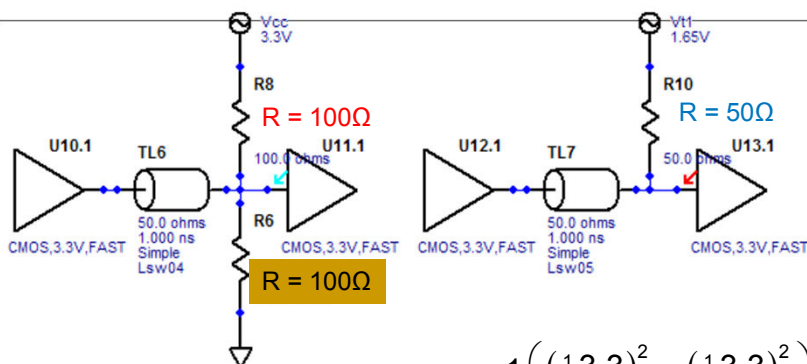 Vcc
3.3V
R8
R = 100Ω
U10.1
TL6
100.0 ohms
U11.1
R6
50.0 ohms
1.000 ns
Simple
Lsw04
CMOS,3.3V,FAST
CMOS,3.3V,FAST
R = 100Ω
Vt1
1.65V
R10
R = 50Ω
U12.1
TL7
50.0 ohms
U13.1
50.0 ohms
1.000 ns
Simple
Lsw05
CMOS,3.3V,FAST
CMOS,3.3V,FAST